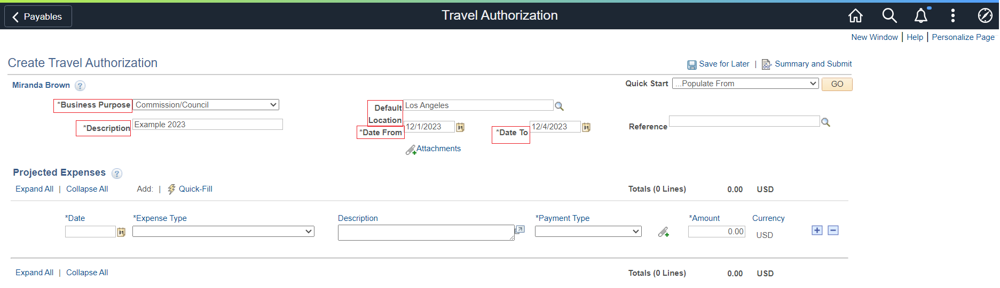 Payables
Travel Authorization
New Window | Help | Personalize Page
Create Travel Authorization
Save for Later | Summary and Submit
Miranda Brown ?
Quick Start ...Populate From GO
*Business Purpose Commission/Council
Default Location Los Angeles
*Description Example 2023
*Date From 12/1/2023
*Date To 12/4/2023
Reference
Attachments
Projected Expenses ?
Expand All | Collapse All Add: | Quick-Fill Totals (0 Lines) 0.00 USD
*Date *Expense Type Description *Payment Type *Amount Currency
31 0.00 USD
Expand All | Collapse All Totals (0 Lines) 0.00 USD